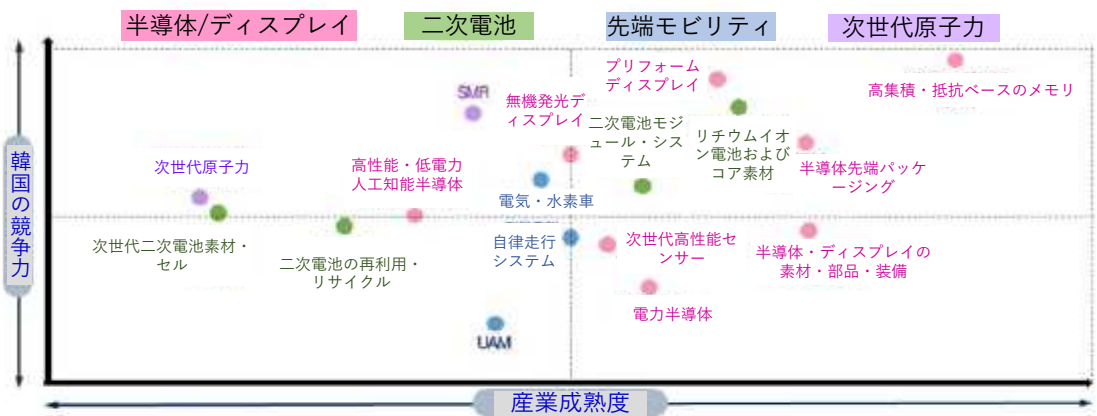 半導体/ディスプレイ
二次電池
先端モビリティ
次世代原子力
韓国の競争力
SMR
無機発光デ
ィスプレイ
プリフォーム
ディスプレイ
高集積・抵抗ベースのメモリ
二次電池モジ
ュール・シス
テム
リチウムイオ
ン電池および
コア素材
半導体先端パッケ
ージング
次世代原子力
高性能・低電力
人工知能半導体
電気・水素車
次世代二次電池素材・
セル
二次電池の再利用・
リサイクル
自律走行
システム
次世代高性能セ
ンサー
半導体・ディスプレイの
素材・部品・装備
電力半導体
UAM
産業成熟度